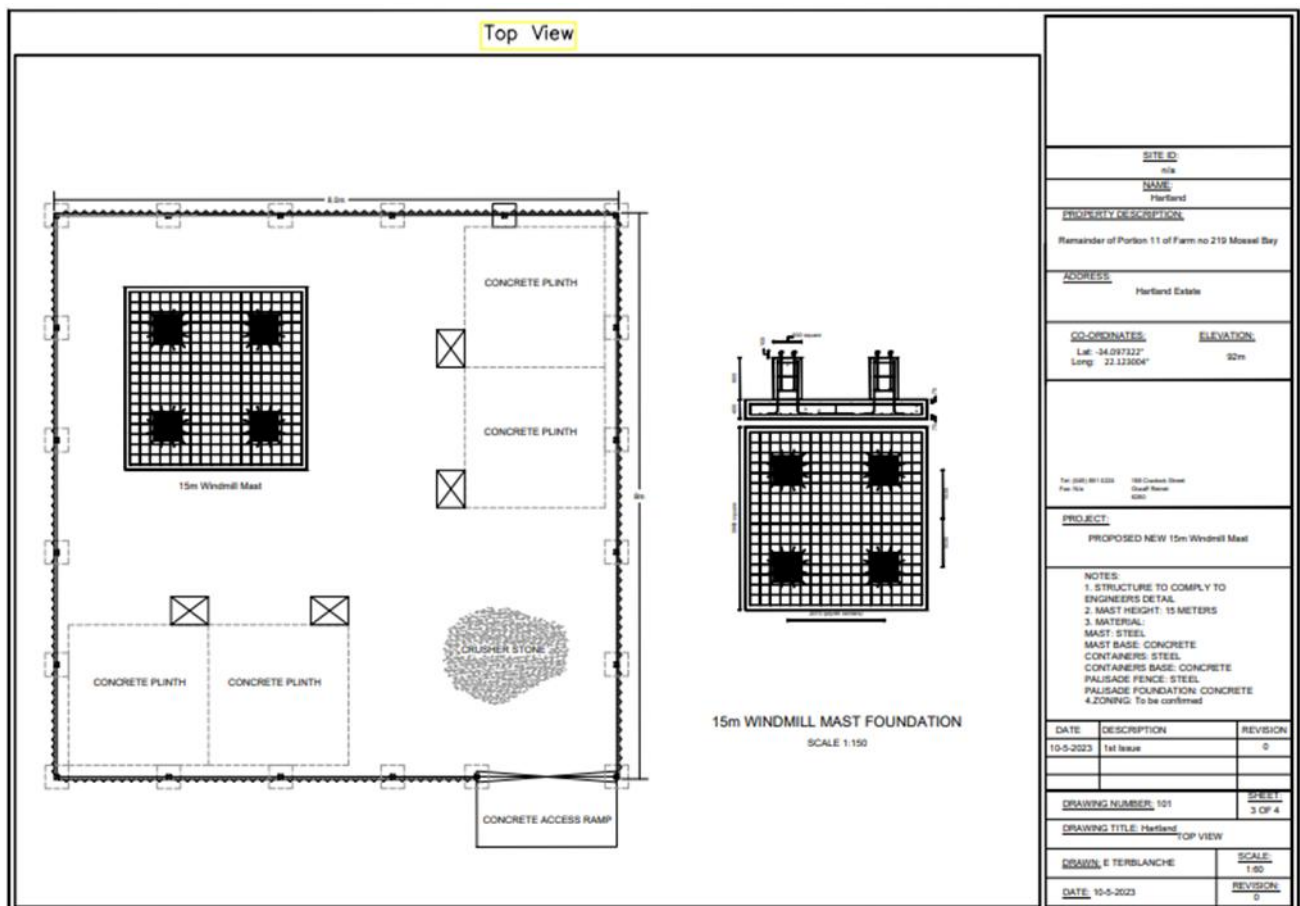 Top View
8.0m
CONCRETE PLINTH
CONCRETE PLINTH
15m Windmill Mast
8m
CONCRETE PLINTH
CONCRETE PLINTH
CRUSHER STONE
CONCRETE ACCESS RAMP
15m WINDMILL MAST FOUNDATION
SCALE 1:150
SITE ID:
n/a
NAME:
Hartland
PROPERTY DESCRIPTION:
Remainder of Portion 11 of Farm no 219 Mossel Bay
ADDRESS
Hartland Estate
CO-ORDINATES: ELEVATION:
Lat: -34.097322° 92m
Long: 22.123004°
Fax: N/a
PROJECT:
PROPOSED NEW 15m Windmill Mast
NOTES:
1. STRUCTURE TO COMPLY TO
ENGINEERS DETAIL
2. MAST HEIGHT: 15 METERS
3. MATERIAL:
MAST: STEEL
MAST BASE: CONCRETE
CONTAINERS: STEEL
CONTAINERS BASE: CONCRETE
PALISADE FENCE: STEEL
PALISADE FOUNDATION: CONCRETE
4.ZONING: To be confirmed
DATE DESCRIPTION REVISION
10-5-2023 1st Issue 0
DRAWING NUMBER: 101 SHEET:
3 OF 4
DRAWING TITLE: Hartland TOP VIEW
DRAWN: E TERBLANCHE SCALE:
1:60
DATE: 10-5-2023 REVISION:
0